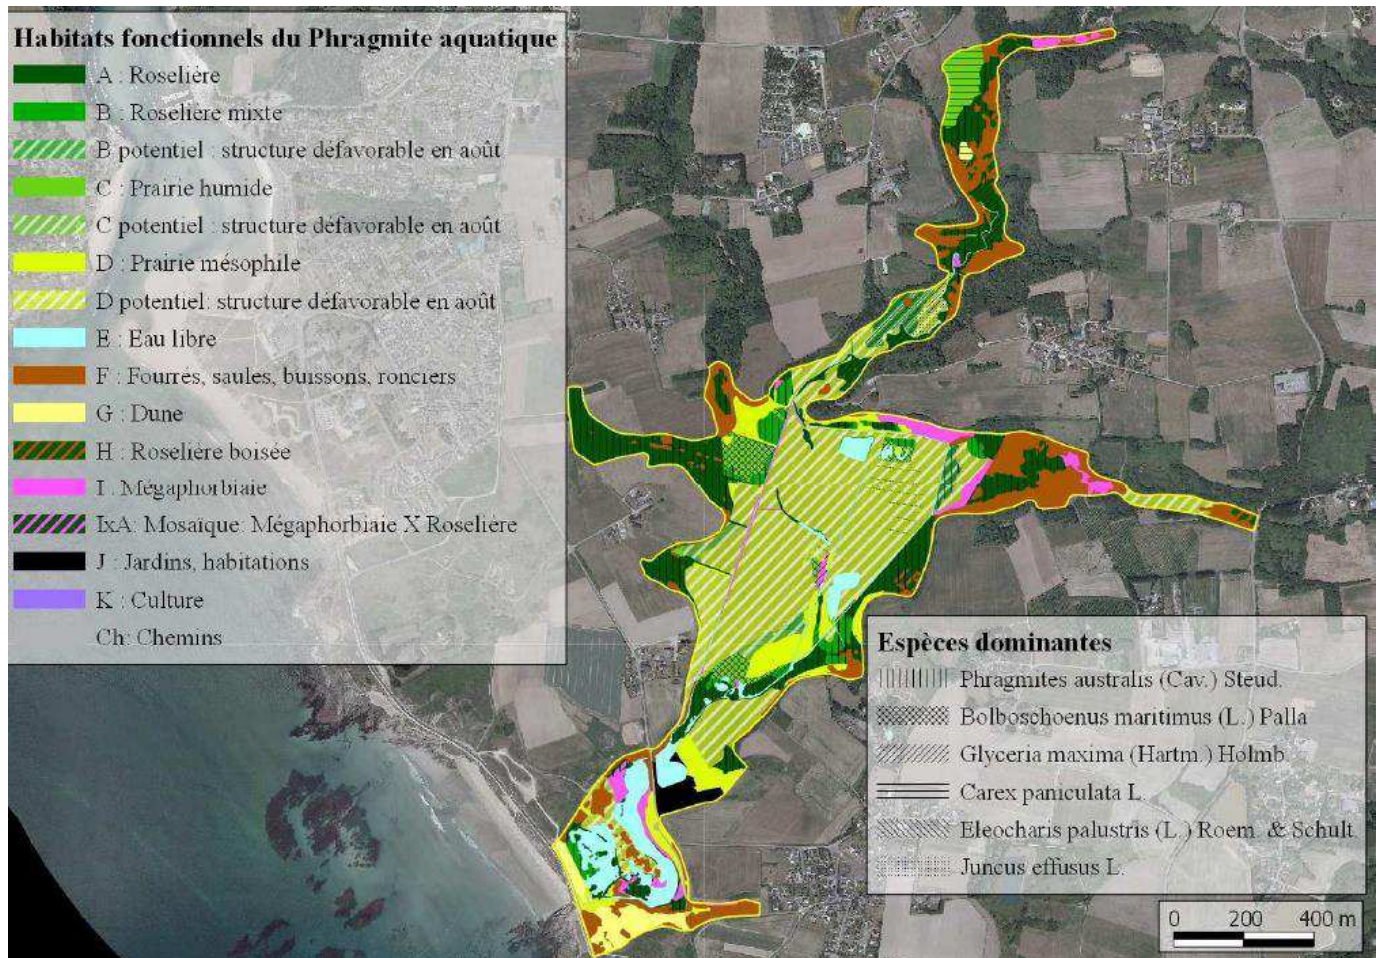 Habitats fonctionnels du Phragmite aquatique
A : Roselière
B : Roselière mixte
B potentiel : structure défavorable en août
C : Prairie humide
C potentiel : structure défavorable en août
D : Prairie mésophile
D potentiel: structure défavorable en août
E : Eau libre
F : Fourrés, saules, buissons, ronciers
G : Dune
H : Roselière boisée
I : Mégaphorbiaie
IxA: Mosaïque: Mégaphorbiaie X Roselière
J : Jardins, habitations
K : Culture
Ch: Chemins
Espèces dominantes
Phragmites australis (Cav.) Steud.
Bolboschoenus maritimus (L.) Palla
Glyceria maxima (Hartm.) Holmb.
Carex paniculata L.
Eleocharis palustris (L.) Roem. & Schult.
Juncus effusus L.
0 200 400 m